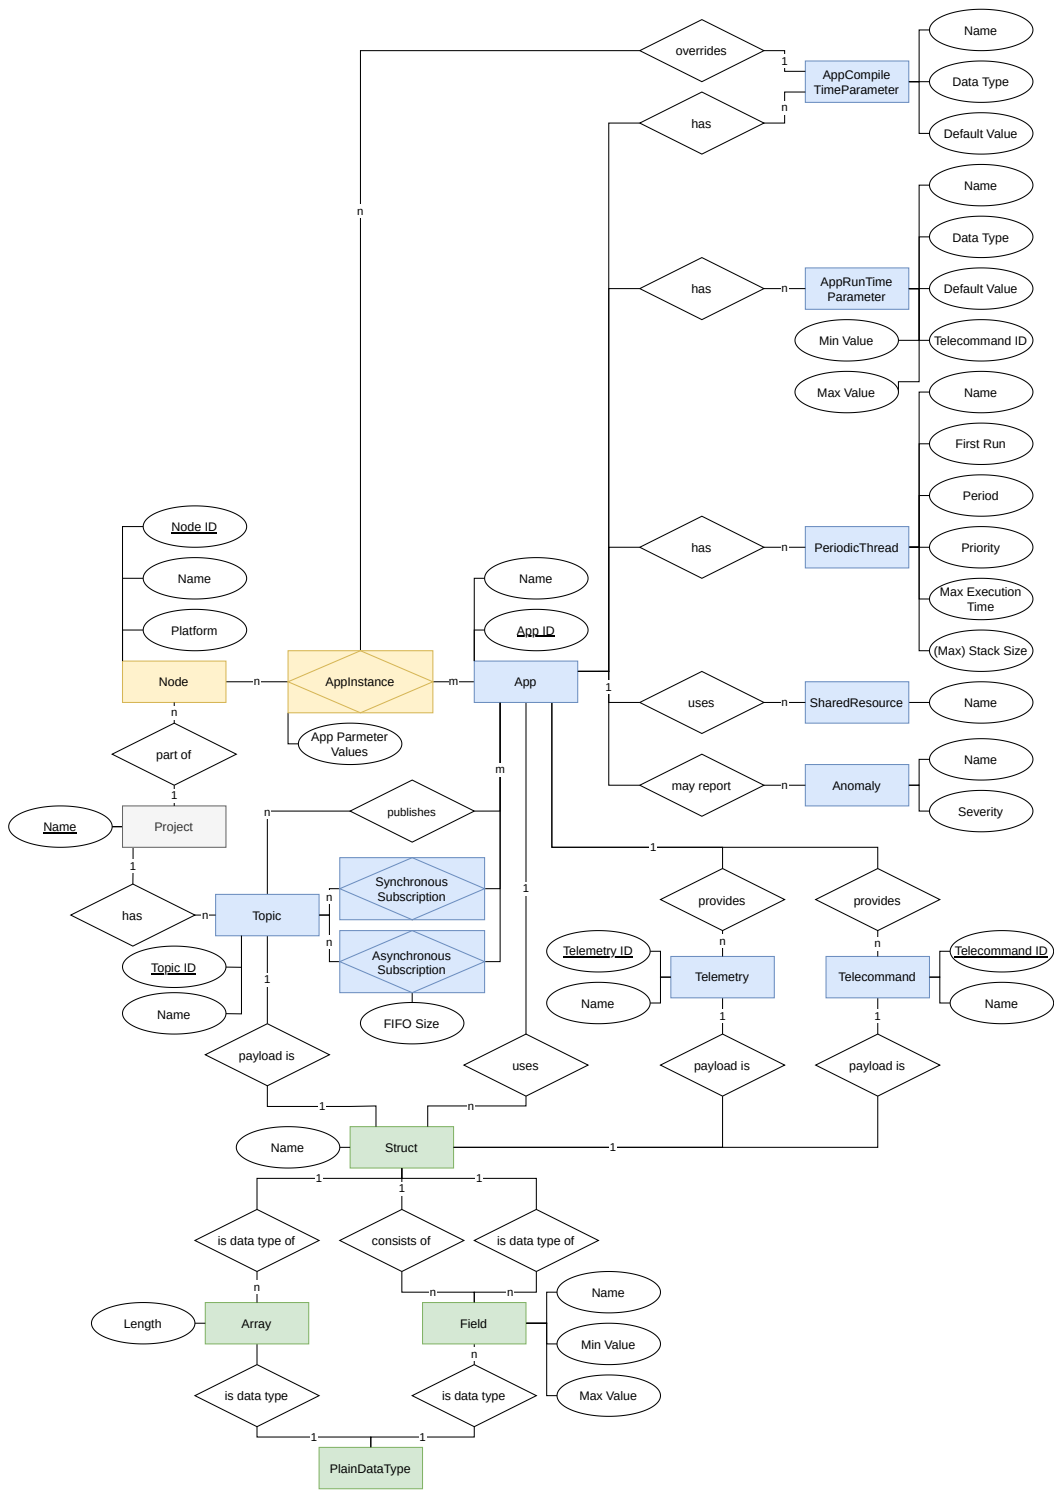 Name
overrides
1
AppCompile
TimeParameter
Data Type
n
has
Default Value
Name
n
Data Type
has
n
AppRunTime
Parameter
Default Value
Min Value
Telecommand ID
Max Value
Name
First Run
Period
Node ID
has
n
PeriodicThread
Priority
Name
Name
Max Execution
Time
Platform
App ID
(Max) Stack Size
Node
n
AppInstance
m
App
1
uses
n
SharedResource
Name
n
App Parmeter
Values
part of
m
Name
1
may report
n
Anomaly
publishes
n
Severity
Name
Project
1
1
Synchronous
Subscription
n
1
provides
provides
has
n
Topic
n
n
n
Telemetry ID
Telecommand ID
Asynchronous
Subscription
Topic ID
1
Telemetry
Telecommand
Name
Name
Name
FIFO Size
1
1
payload is
uses
payload is
payload is
1
n
Name
Struct
1
1
1
1
is data type of
consists of
is data type of
n
n
n
Name
Length
Array
Field
Min Value
n
is data type
is data type
Max Value
1
1
PlainDataType